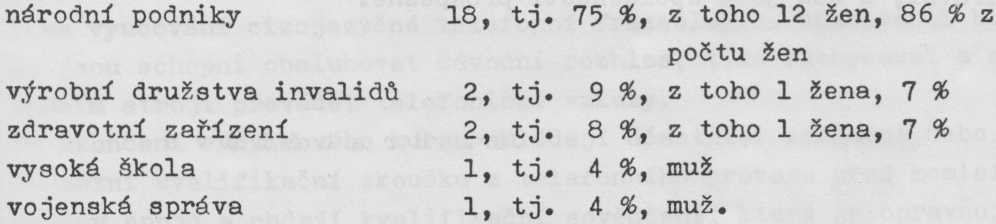 národní podniky 18, tj. 75 %, z toho 12 žen, 86 % z
počtu žen
výrobní družstva invalidů 2, tj. 9 %, z toho 1 žena, 7 %
zdravotní zařízení 2, tj. 8 %, z toho 1 žena, 7 %
vysoká škola 1, tj. 4 %, muž
vojenská správa 1, tj. 4 %, muž.